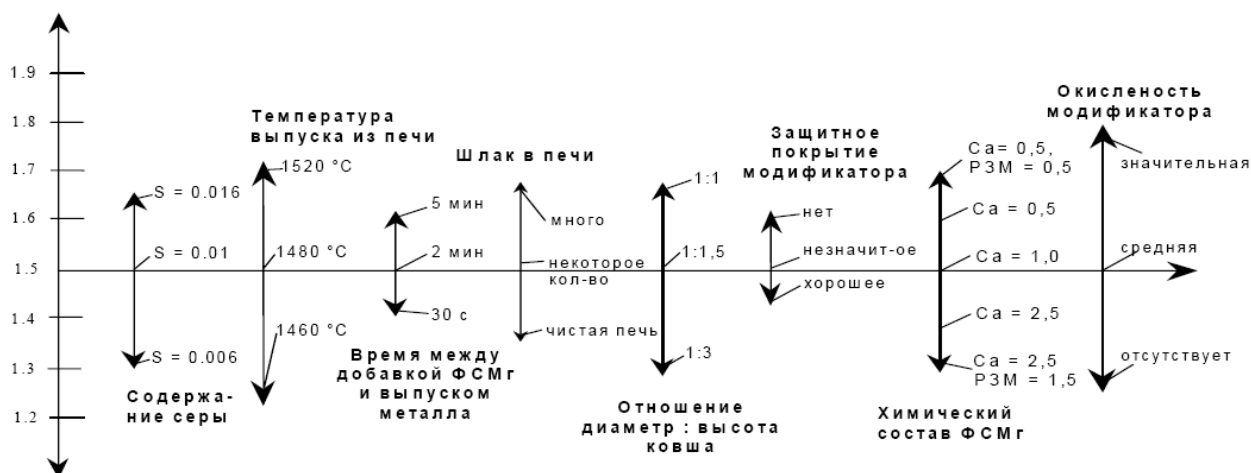 1.9
1.8
1.7
1.6
1.5
1.4
1.3
1.2
S = 0.016
S = 0.01
S = 0.006
Содержа-
ние серы
Температура
выпуска из печи
1520 °C
1480 °C
1460 °C
5 мин
2 мин
30 с
Время между
добавкой ФСМг
и выпуском
металла
Шлак в печи
много
некоторое
кол-во
чистая печь
1:1
1:1,5
1:3
Отношение
диаметр : высота
ковша
Защитное
покрытие
модификатора
нет
незначит-ое
хорошее
Ca= 0,5,
РЗМ = 0,5
Ca = 0,5
Ca = 1,0
Ca = 2,5
Ca = 2,5
РЗМ = 1,5
Химический
состав ФСМг
Окисленость
модификатора
значительная
средняя
отсутствует